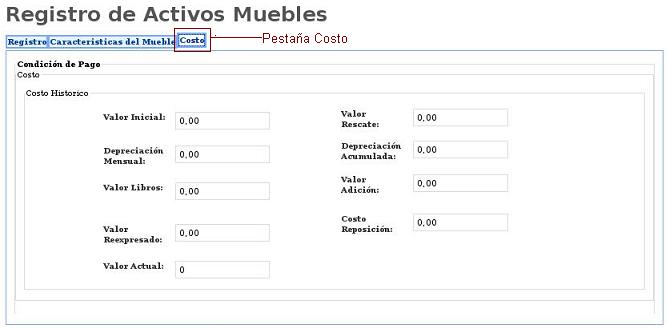 Registro de Activos Muebles
Registro Caracteristicas del Mueble Costo Pestaña Costo
Condición de Pago
Costo
Costo Historico
Valor Inicial: 0,00 Valor Rescate: 0,00
Depreciación Mensual: 0,00 Depreciación Acumulada: 0,00
Valor Libros: 0,00 Valor Adición: 0,00
Valor Reexpresado: 0,00 Costo Reposición: 0,00
Valor Actual: 0